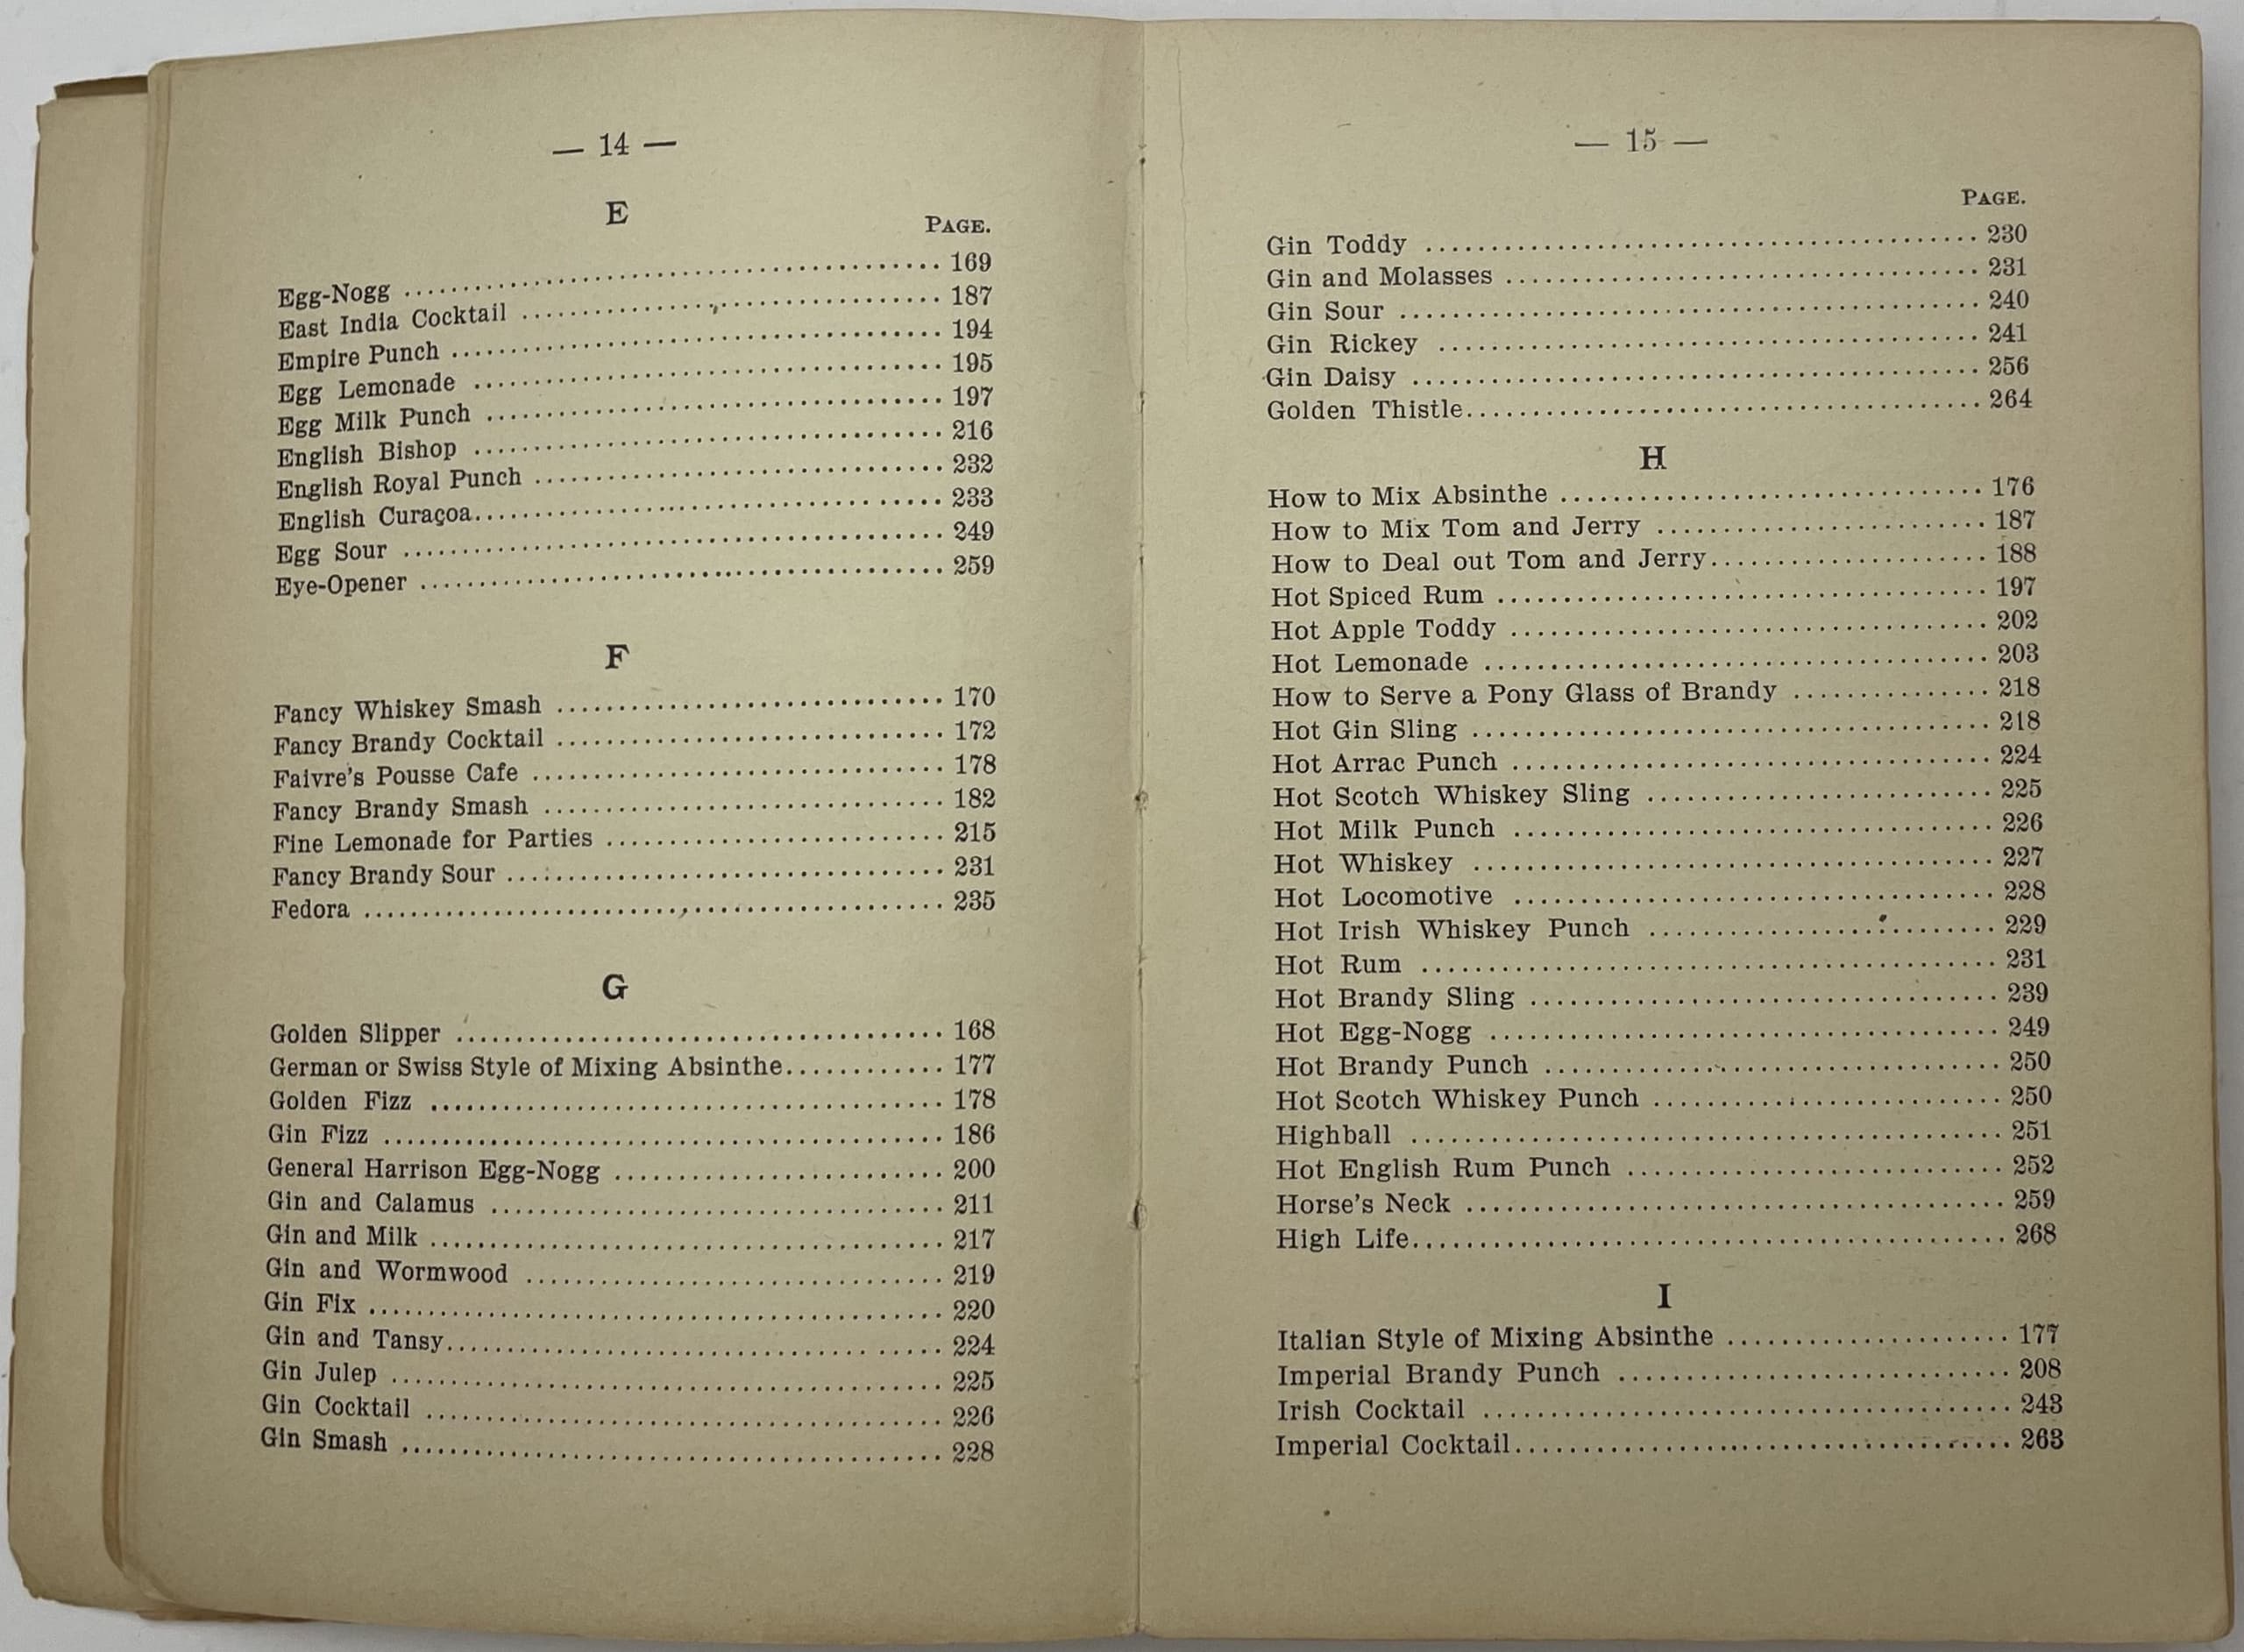 — 14 —
E
PAGE.
Egg-Nogg ........................................ 169
East India Cocktail ........................................ 187
Empire Punch ........................................ 194
Egg Lemonade ........................................ 195
Egg Milk Punch ........................................ 197
English Bishop ........................................ 216
English Royal Punch ........................................ 232
English Curaçoa........................................ 233
Egg Sour ........................................ 249
Eye-Opener ........................................ 259
F
Fancy Whiskey Smash ................................ 170
Fancy Brandy Cocktail ................................ 172
Faivre's Pousse Cafe ................................ 178
Fancy Brandy Smash ................................ 182
Fine Lemonade for Parties ............................ 215
Fancy Brandy Sour ................................ 231
Fedora ........................................ 235
G
Golden Slipper ........................................ 168
German or Swiss Style of Mixing Absinthe............. 177
Golden Fizz ........................................ 178
Gin Fizz ........................................ 186
General Harrison Egg-Nogg ............................ 200
Gin and Calamus ........................................ 211
Gin and Milk ........................................ 217
Gin and Wormwood ................................ 219
Gin Fix ........................................ 220
Gin and Tansy........................................ 224
Gin Julep ........................................ 225
Gin Cocktail ........................................ 226
Gin Smash ........................................ 228
— 15 —
PAGE.
Gin Toddy ........................................ 230
Gin and Molasses ................................ 231
Gin Sour ........................................ 240
Gin Rickey ........................................ 241
Gin Daisy ........................................ 256
Golden Thistle........................................ 264
H
How to Mix Absinthe ................................ 176
How to Mix Tom and Jerry ......................... 187
How to Deal out Tom and Jerry..................... 188
Hot Spiced Rum ................................ 197
Hot Apple Toddy ................................ 202
Hot Lemonade ................................ 203
How to Serve a Pony Glass of Brandy ............... 218
Hot Gin Sling ................................ 218
Hot Arrac Punch ................................ 224
Hot Scotch Whiskey Sling .......................... 225
Hot Milk Punch ................................ 226
Hot Whiskey ................................ 227
Hot Locomotive ................................ 228
Hot Irish Whiskey Punch .......................... 229
Hot Rum ........................................ 231
Hot Brandy Sling ................................ 239
Hot Egg-Nogg ................................ 249
Hot Brandy Punch ................................ 250
Hot Scotch Whiskey Punch .......................... 250
Highball ........................................ 251
Hot English Rum Punch ............................ 252
Horse's Neck ........................................ 259
High Life........................................ 268
I
Italian Style of Mixing Absinthe ..................... 177
Imperial Brandy Punch ............................ 208
Irish Cocktail ........................................ 243
Imperial Cocktail................................ 263